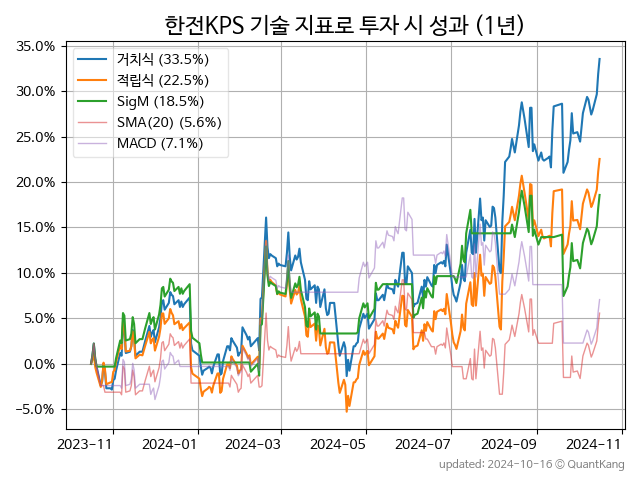 한전KPS 기술 지표로 투자 시 성과 (1년)
35.0%
30.0%
25.0%
20.0%
15.0%
10.0%
5.0%
0.0%
−5.0%
거치식 (33.5%)
적립식 (22.5%)
SigM (18.5%)
SMA(20) (5.6%)
MACD (7.1%)
2023-11 2024-01 2024-03 2024-05 2024-07 2024-09 2024-11
updated: 2024-10-16 © QuantKang